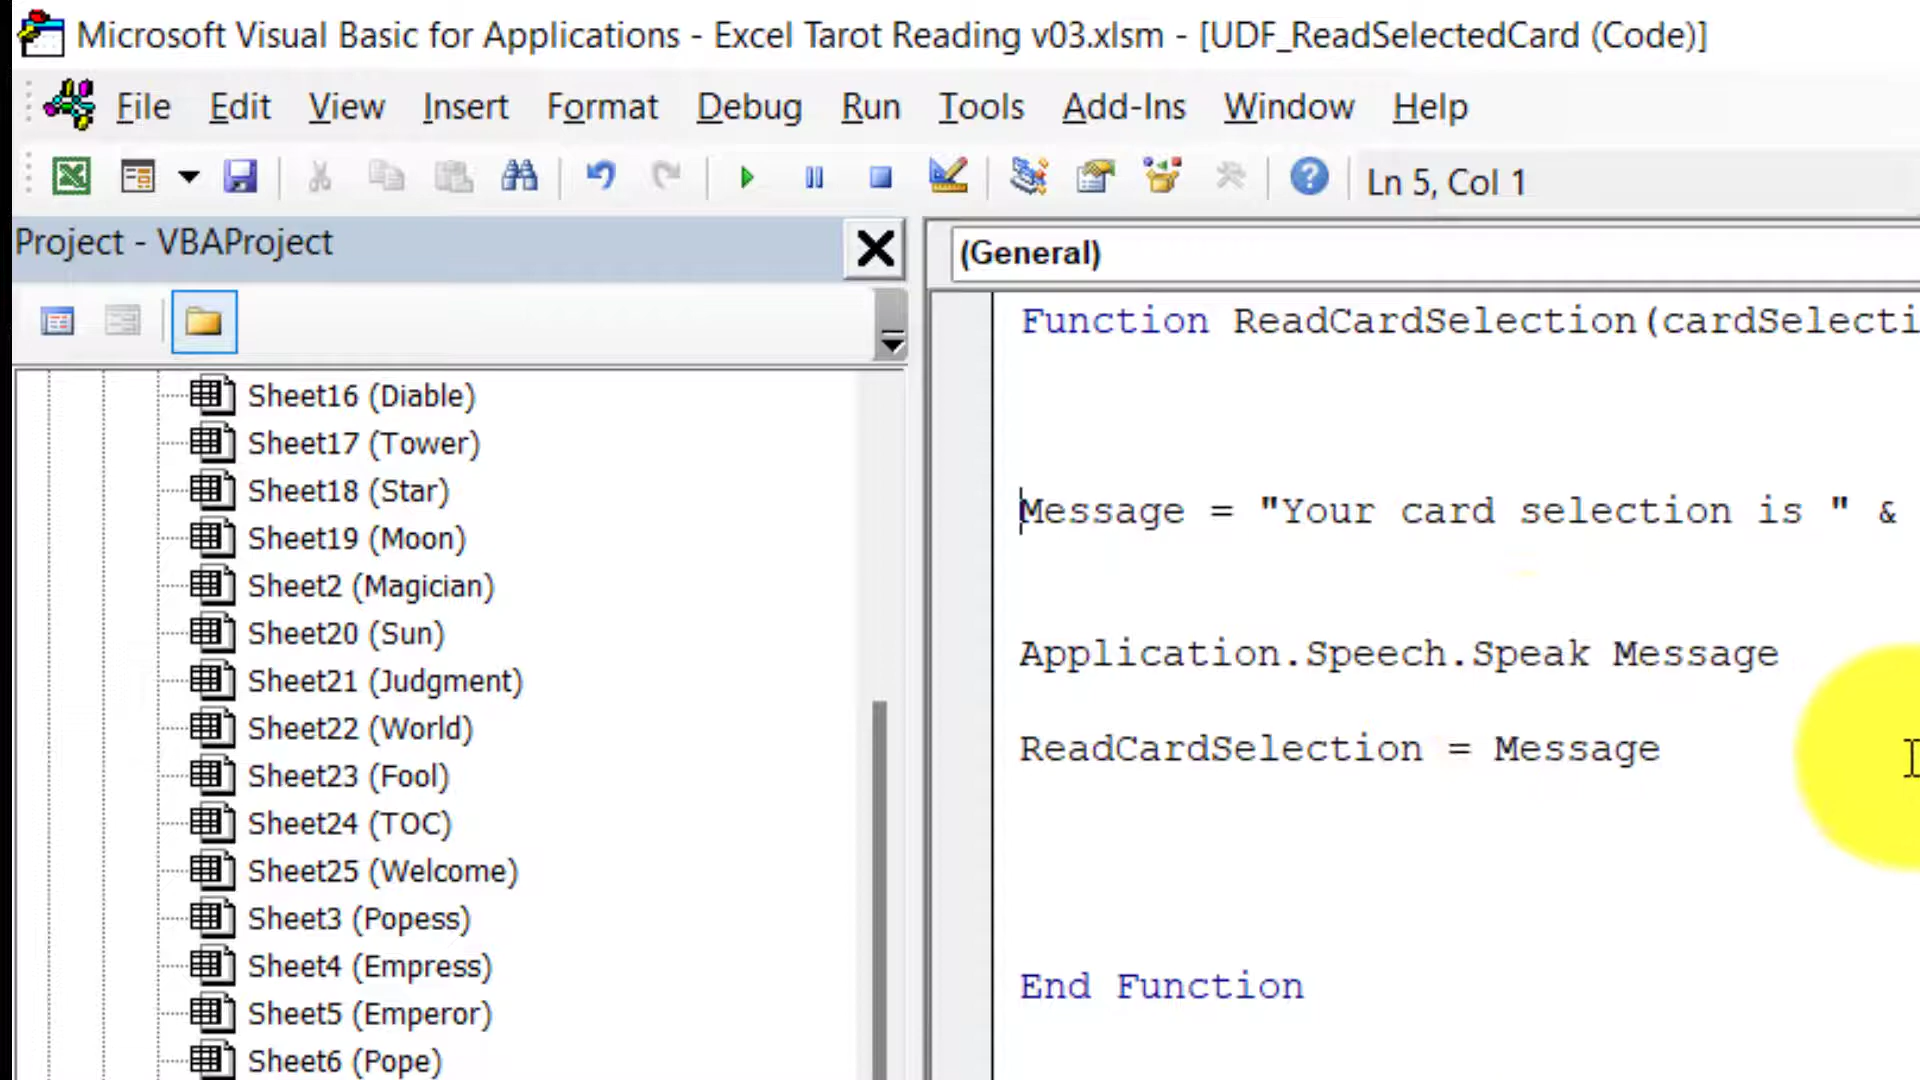 Microsoft Visual Basic for Applications - Excel Tarot Reading v03.xlsm - [UDF_ReadSelectedCard (Code)]
File Edit View Insert Format Debug Run Tools Add-Ins Window Help
Ln 5, Col 1
Project - VBAProject
Sheet16 (Diable)
Sheet17 (Tower)
Sheet18 (Star)
Sheet19 (Moon)
Sheet2 (Magician)
Sheet20 (Sun)
Sheet21 (Judgment)
Sheet22 (World)
Sheet23 (Fool)
Sheet24 (TOC)
Sheet25 (Welcome)
Sheet3 (Popess)
Sheet4 (Empress)
Sheet5 (Emperor)
Sheet6 (Pope)
(General)
Function ReadCardSelection(cardSelecti
Message = "Your card selection is " &
Application.Speech.Speak Message
ReadCardSelection = Message
End Function